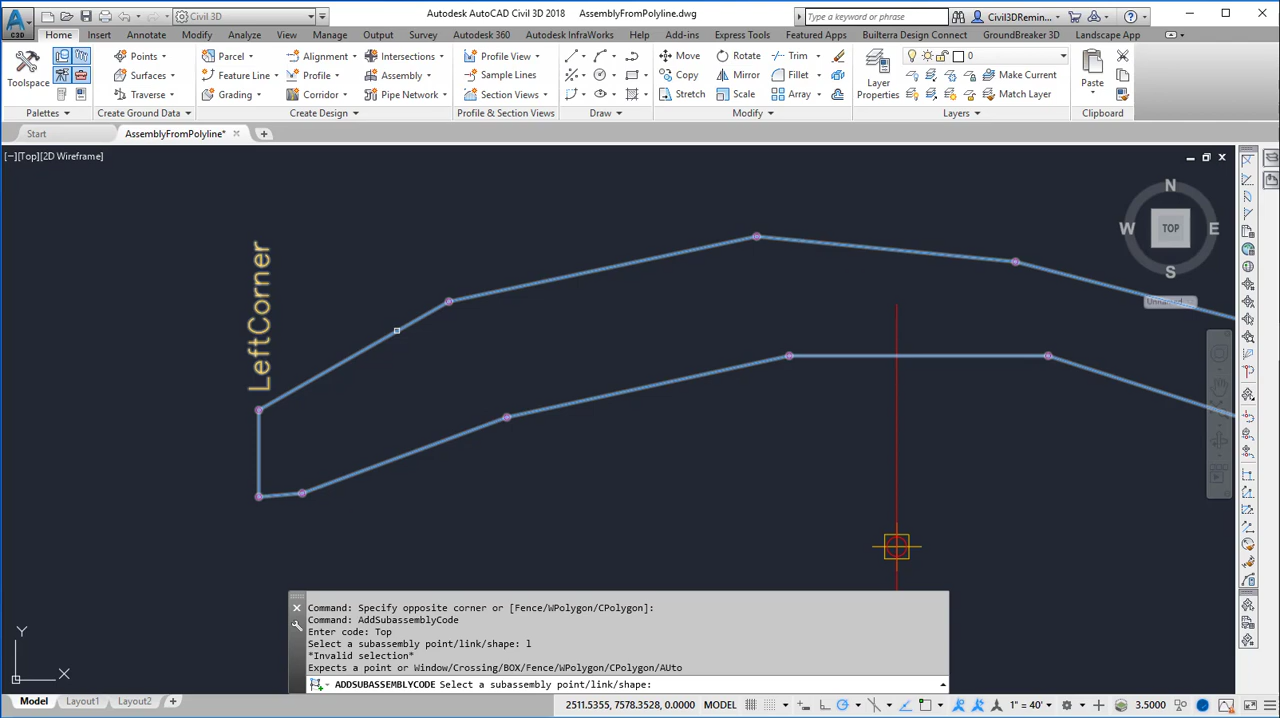 Civil 3D
Autodesk AutoCAD Civil 3D 2018 AssemblyFromPolyline.dwg
Type a keyword or phrase
Civil3DRemin...
C3D
Home Insert Annotate Modify Analyze View Manage Output Survey Autodesk 360 Autodesk InfraWorks Help Add-ins Express Tools Featured Apps Builterra Design Connect GroundBreaker 3D Communication App
Toolspace
Points
Surfaces
Traverse
Parcel
Feature Line
Grading
Alignment
Profile
Corridor
Intersections
Assembly
Pipe Network
Profile View
Sample Lines
Section Views
Move Rotate Trim
Copy Mirror Fillet
Stretch Scale Array
Layer
Properties
0
Make Current
Match Layer
Paste
Palettes Create Ground Data Create Design Profile & Section Views Draw Modify Layers Clipboard
Start AssemblyFromPolyline*
[−][Top][2D Wireframe]
N
W TOP E
S
Unnamed
LeftCorner
Y
X
Command: Specify opposite corner or [Fence/WPolygon/CPolygon]:
Command: AddSubassemblyCode
Enter code: Top
Select a subassembly point/link/shape: l
*Invalid selection*
Expects a point or Window/Crossing/BOX/Fence/WPolygon/CPolygon/AUto
ADDSUBASSEMBLYCODE Select a subassembly point/link/shape:
Model Layout1 Layout2 +
2511.5355, 7578.3528, 0.0000 MODEL 1" = 40' 3.5000